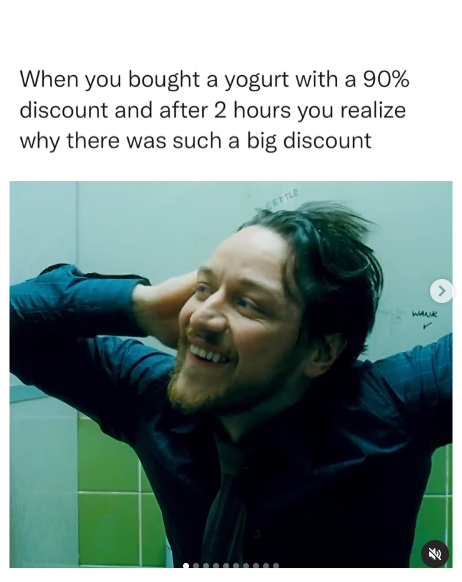 When you bought a yogurt with a 90%
discount and after 2 hours you realize
why there was such a big discount
WANK